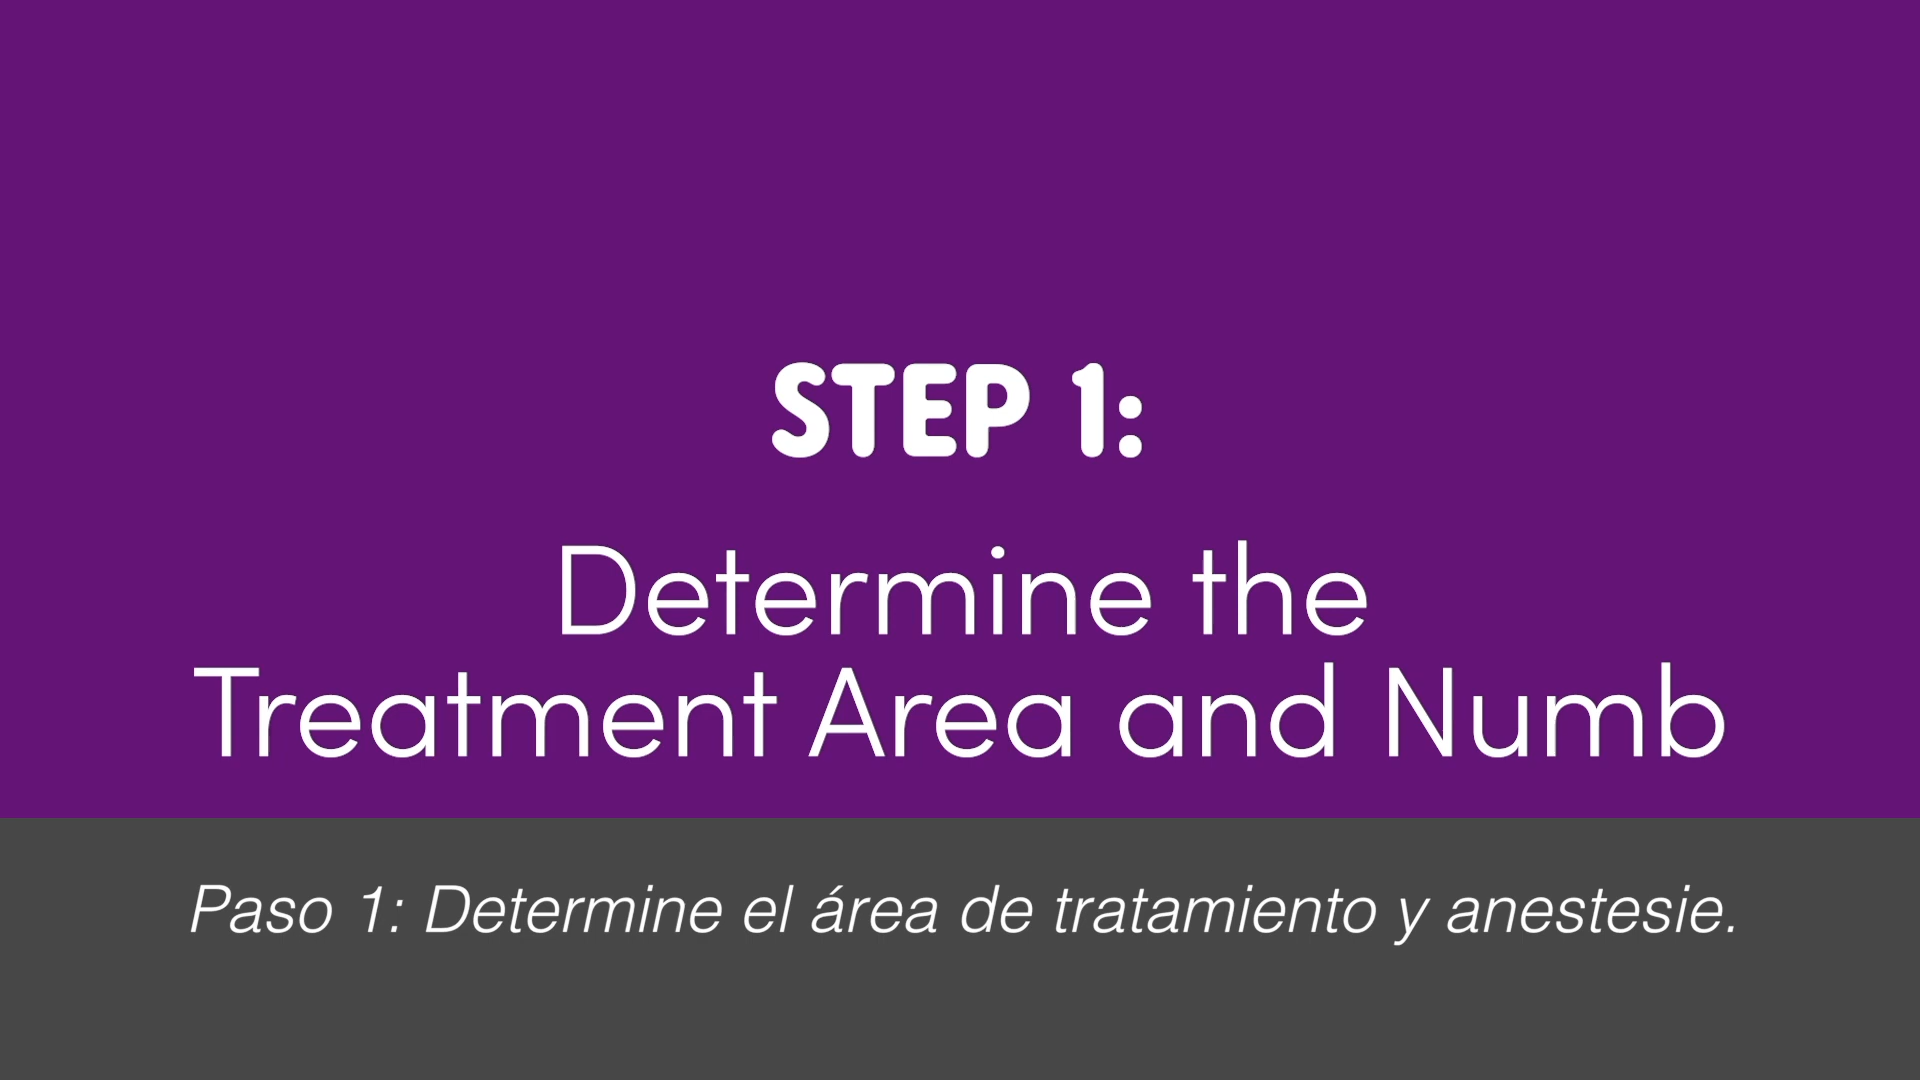 STEP 1:
Determine the
Treatment Area and Numb
Paso 1: Determine el área de tratamiento y anestesie.